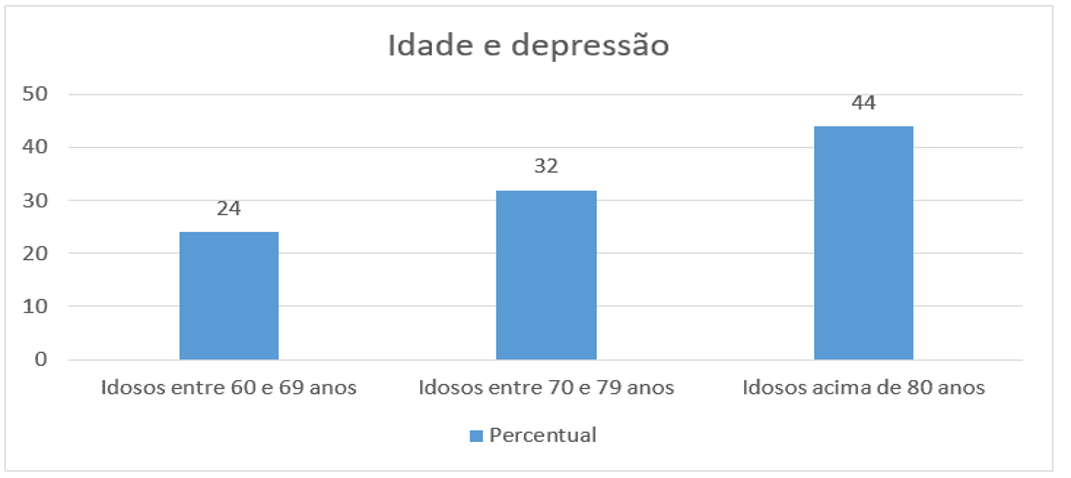 Idade e depressão
50
40
30
20
10
0
24
32
44
Idosos entre 60 e 69 anos
Idosos entre 70 e 79 anos
Idosos acima de 80 anos
Percentual